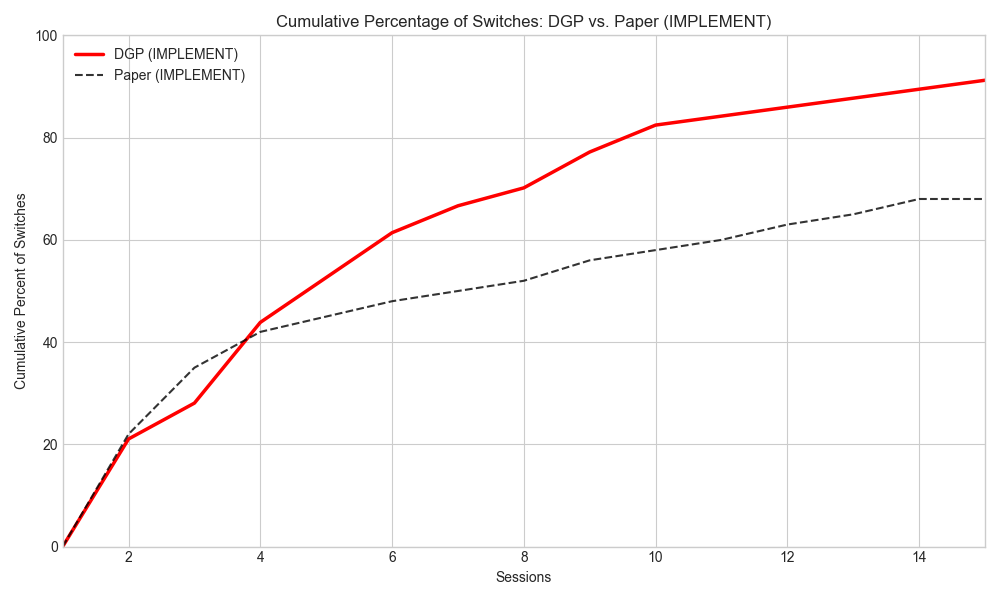 Cumulative Percentage of Switches: DGP vs. Paper (IMPLEMENT)
DGP (IMPLEMENT)
Paper (IMPLEMENT)
Cumulative Percent of Switches
100
80
60
40
20
0
2 4 6 8 10 12 14
Sessions